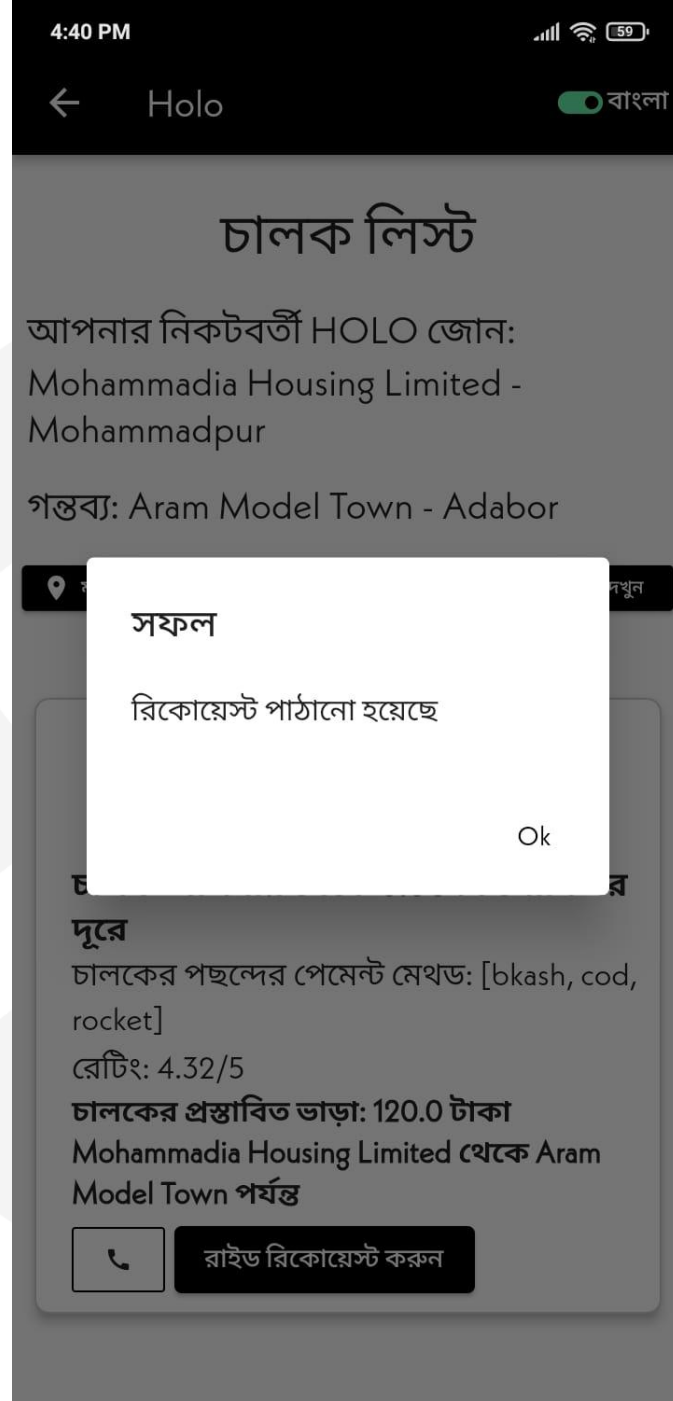 4:40 PM
59
Holo
বাংলা
চালক লিস্ট
আপনার নিকটবর্তী HOLO জোন:
Mohammadia Housing Limited -
Mohammadpur
গন্তব্য: Aram Model Town - Adabor
সফল
রিকোয়েস্ট পাঠানো হয়েছে
Ok
দূরে
চালকের পছন্দের পেমেন্ট মেথড: [bkash, cod,
rocket]
রেটিং: 4.32/5
চালকের প্রস্তাবিত ভাড়া: 120.0 টাকা
Mohammadia Housing Limited থেকে Aram
Model Town পর্যন্ত
রাইড রিকোয়েস্ট করুন